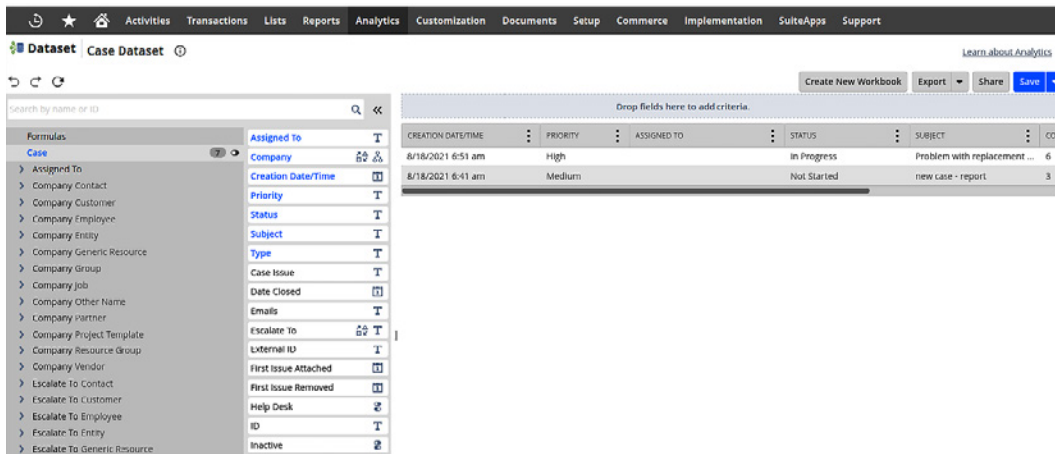 Activities Transactions Lists Reports Analytics Customization Documents Setup Commerce Implementation SuiteApps Support
Dataset Case Dataset
Learn about Analytics
Create New Workbook Export Share Save
Search by name or ID
Drop fields here to add criteria.
Formulas
Case 7
Assigned To
Company Contact
Company Customer
Company Employee
Company Entity
Company Generic Resource
Company Group
Company Job
Company Other Name
Company Partner
Company Project Template
Company Resource Group
Company Vendor
Escalate To Contact
Escalate To Customer
Escalate To Employee
Escalate To Entity
Escalate To Generic Resource
Assigned To
Company
Creation Date/Time
Priority
Status
Subject
Type
Case Issue
Date Closed
Emails
Escalate To
External ID
First Issue Attached
First Issue Removed
Help Desk
ID
Inactive
CREATION DATE/TIME PRIORITY ASSIGNED TO STATUS SUBJECT CO
8/18/2021 6:51 am High In Progress Problem with replacement ... 6
8/18/2021 6:41 am Medium Not Started new case - report 3